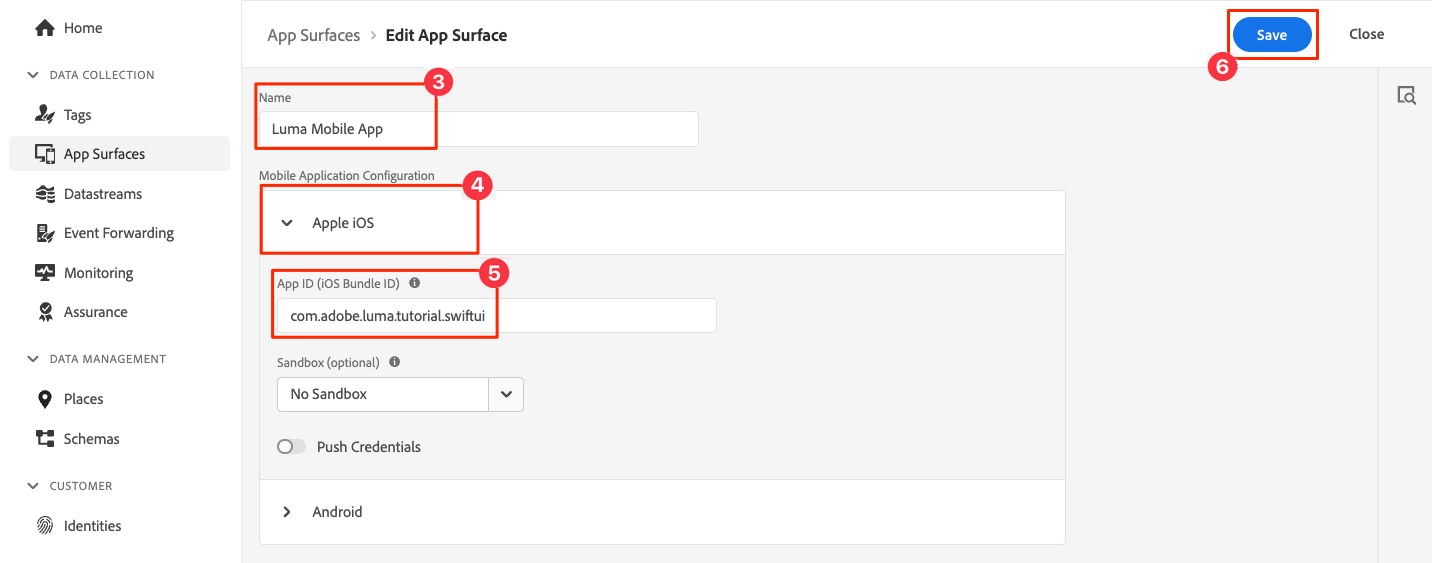 Home
DATA COLLECTION
Tags
App Surfaces
Datastreams
Event Forwarding
Monitoring
Assurance
DATA MANAGEMENT
Places
Schemas
CUSTOMER
Identities
App Surfaces > Edit App Surface
Save
Close
6
3
Name
Luma Mobile App
Mobile Application Configuration
4
Apple iOS
5
App ID (iOS Bundle ID)
com.adobe.luma.tutorial.swiftui
Sandbox (optional)
No Sandbox
Push Credentials
Android